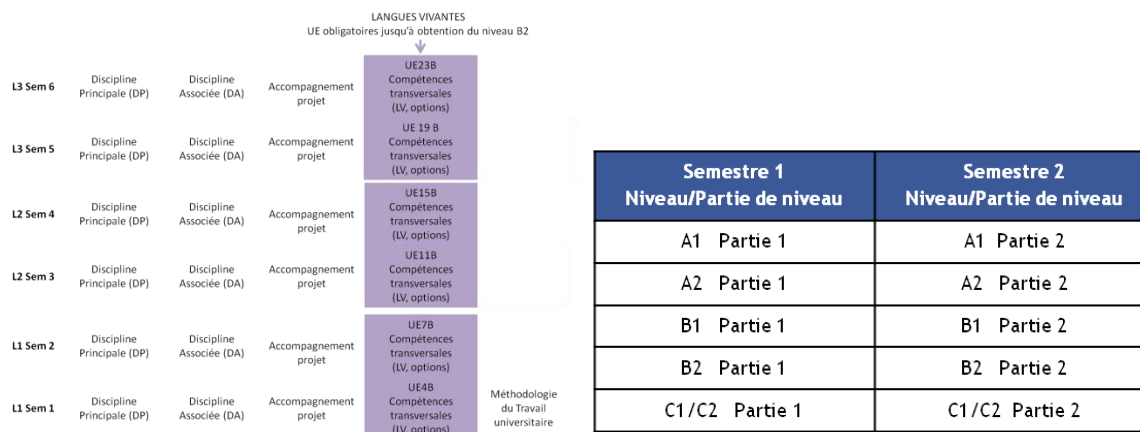 LANGUES VIVANTES
UE obligatoires jusqu'à obtention du niveau B2
L3 Sem 6
Discipline
Principale (DP)
Discipline
Associée (DA)
Accompagnement
projet
UE23B
Compétences
transversales
(LV, options)
L3 Sem 5
Discipline
Principale (DP)
Discipline
Associée (DA)
Accompagnement
projet
UE 19 B
Compétences
transversales
(LV, options)
L2 Sem 4
Discipline
Principale (DP)
Discipline
Associée (DA)
Accompagnement
projet
UE15B
Compétences
transversales
(LV, options)
L2 Sem 3
Discipline
Principale (DP)
Discipline
Associée (DA)
Accompagnement
projet
UE11B
Compétences
transversales
(LV, options)
L1 Sem 2
Discipline
Principale (DP)
Discipline
Associée (DA)
Accompagnement
projet
UE7B
Compétences
transversales
(LV, options)
L1 Sem 1
Discipline
Principale (DP)
Discipline
Associée (DA)
Accompagnement
projet
UE4B
Compétences
transversales
(LV, options)
Méthodologie
du Travail
universitaire
Semestre 1
Niveau/Partie de niveau
Semestre 2
Niveau/Partie de niveau
A1 Partie 1
A1 Partie 2
A2 Partie 1
A2 Partie 2
B1 Partie 1
B1 Partie 2
B2 Partie 1
B2 Partie 2
C1/C2 Partie 1
C1/C2 Partie 2